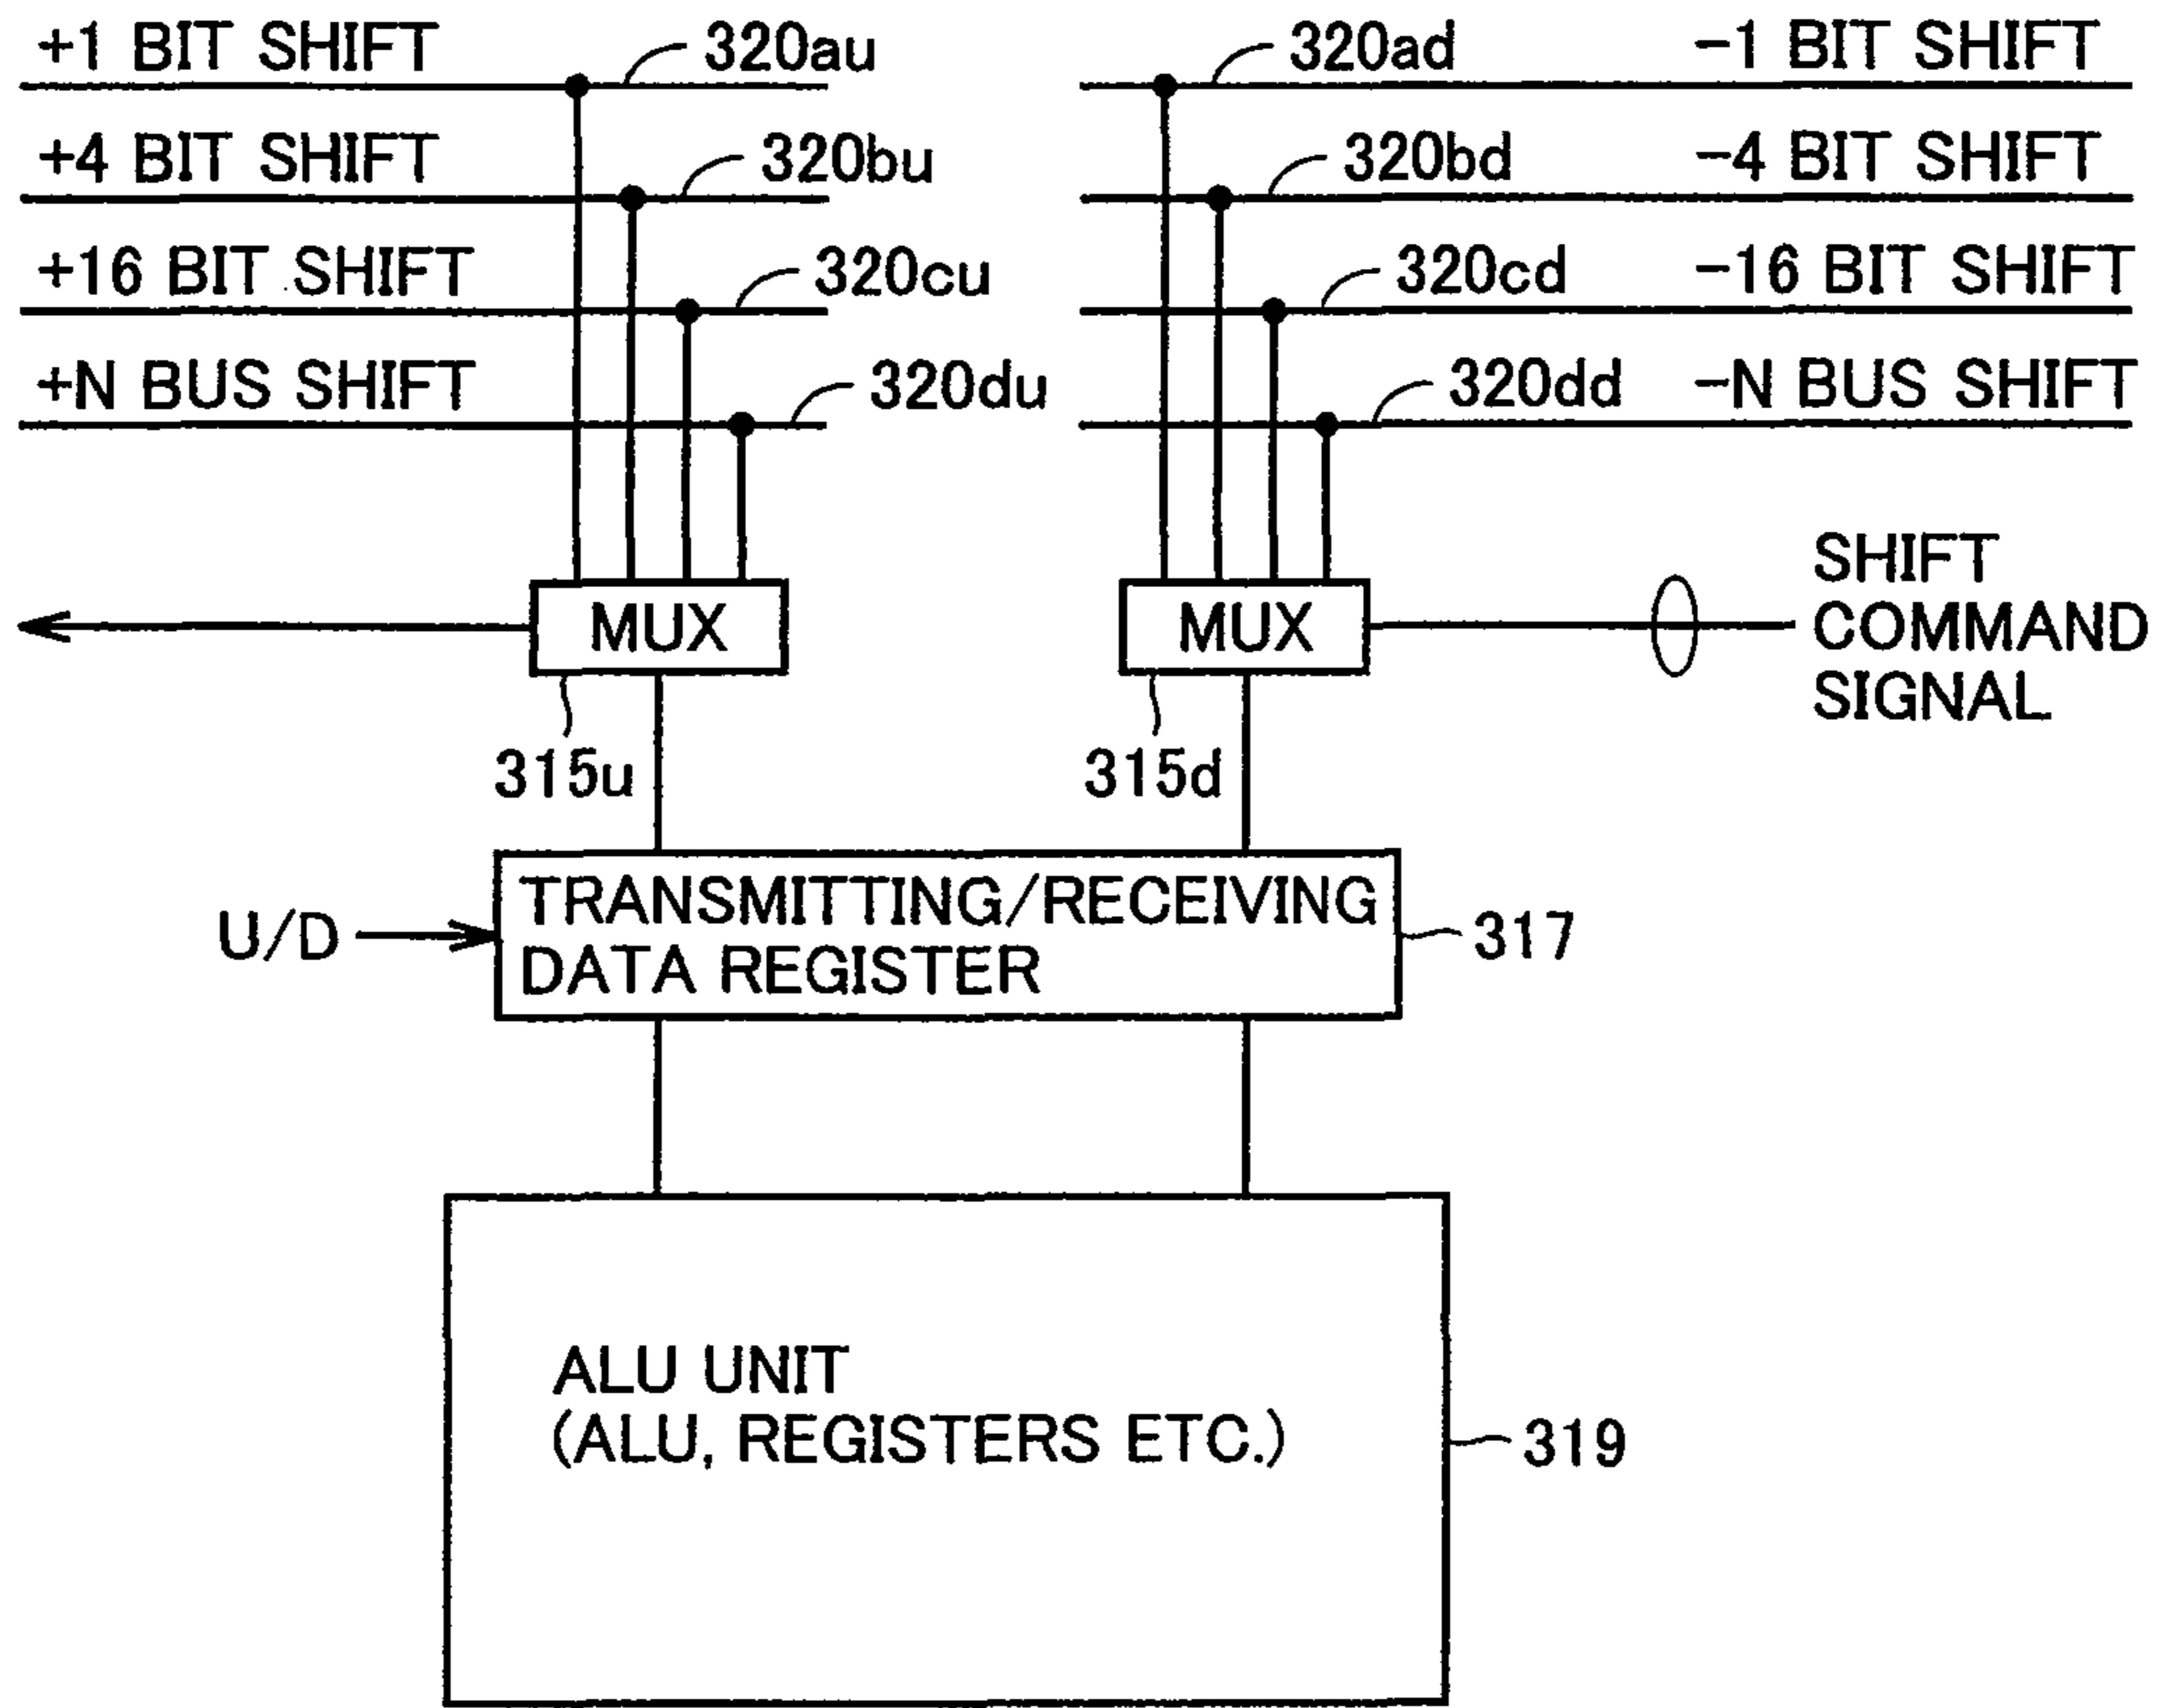 +1 BIT SHIFT
320au
320ad
-1 BIT SHIFT
+4 BIT SHIFT
320bu
320bd
-4 BIT SHIFT
+16 BIT SHIFT
320cu
320cd
-16 BIT SHIFT
+N BUS SHIFT
320du
320dd
-N BUS SHIFT
MUX
MUX
SHIFT
COMMAND
SIGNAL
315u
315d
U/D
TRANSMITTING/RECEIVING
DATA REGISTER
317
ALU UNIT
(ALU, REGISTERS ETC.)
319